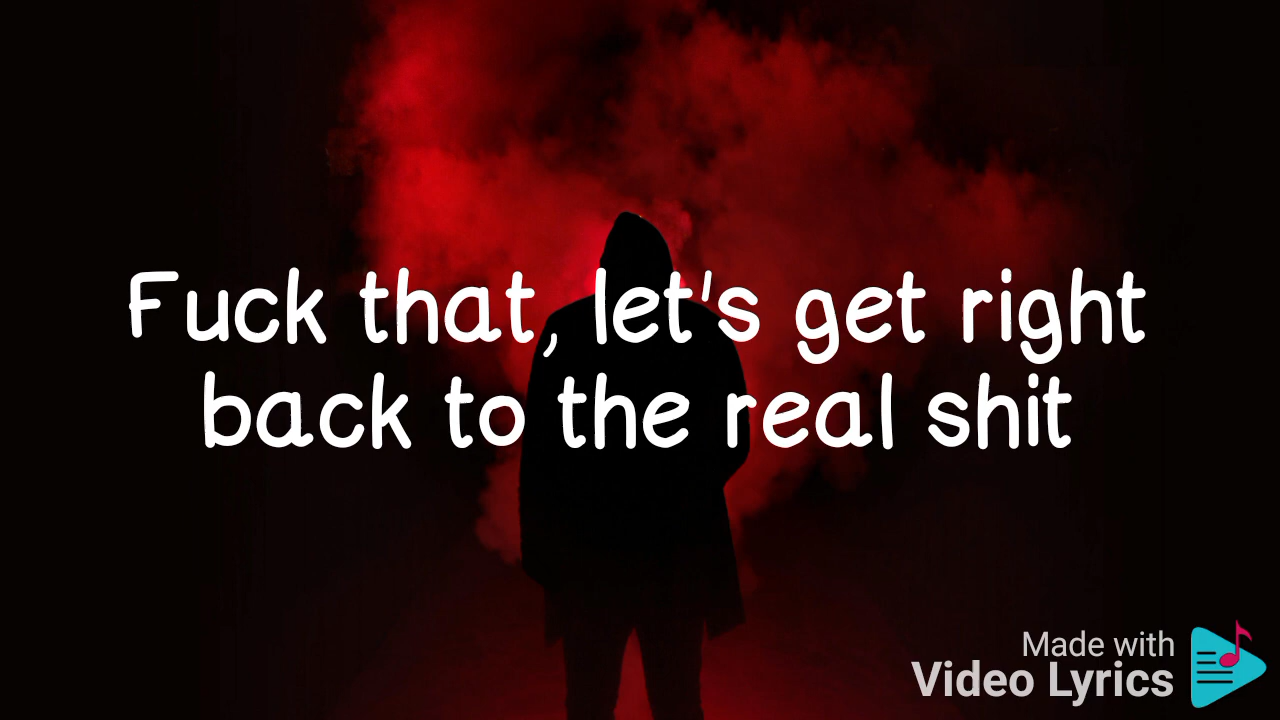 Fuck that, let's get right
back to the real shit
Made with
Video Lyrics